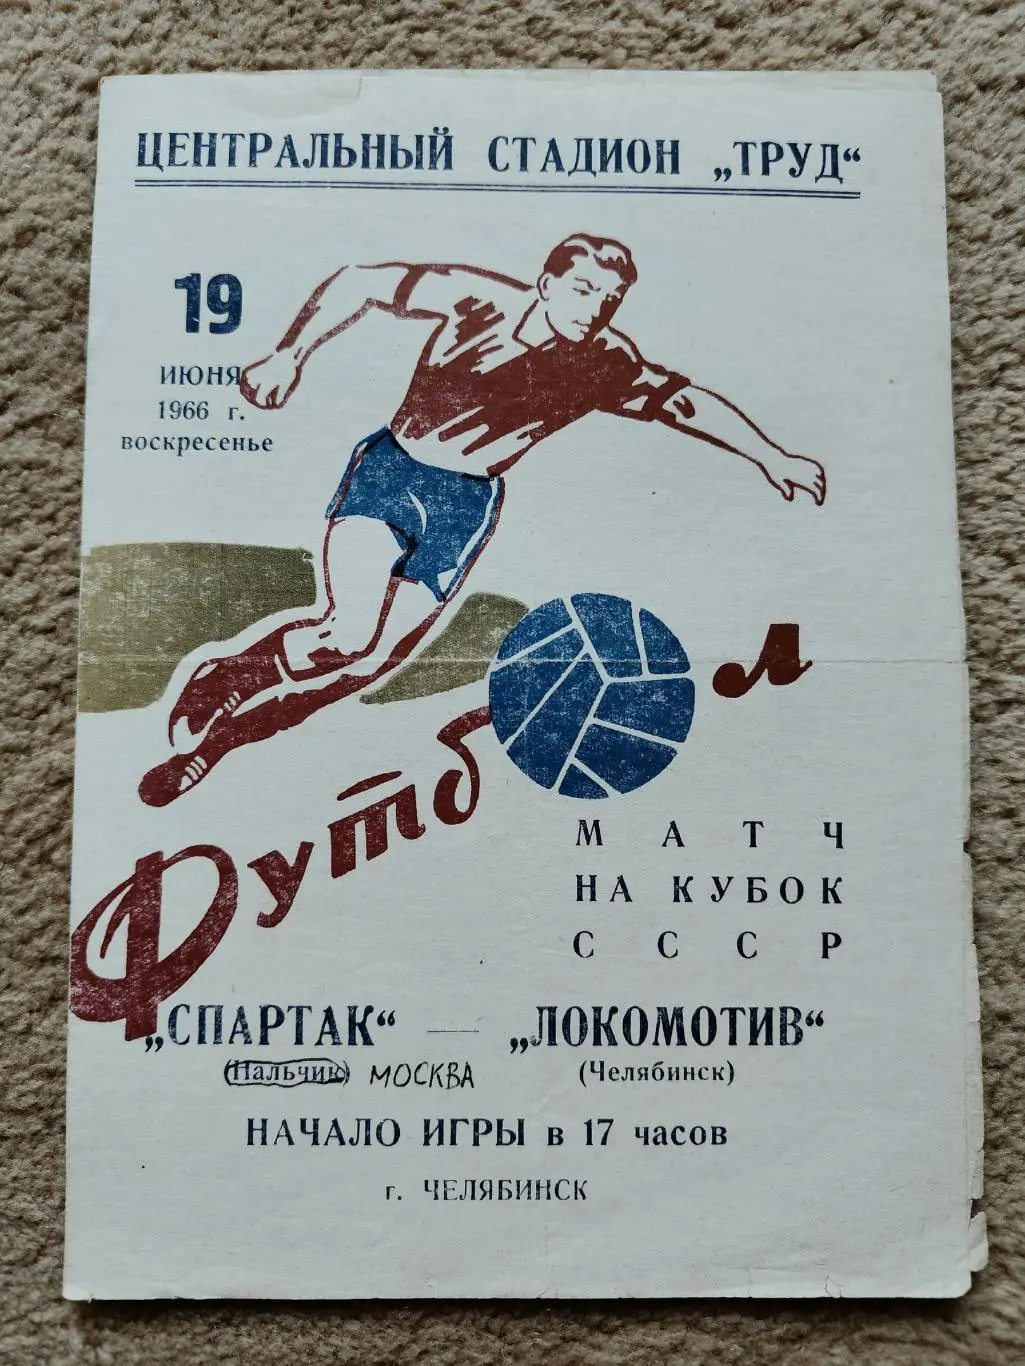 ЦЕНТРАЛЬНЫЙ СТАДИОН „ТРУД“
19
ИЮНЯ
1966 г.
воскресенье
Футбол
МАТЧ
НА КУБОК
СССР
„СПАРТАК“ — „ЛОКОМОТИВ“
(Нальчик) МОСКВА (Челябинск)
НАЧАЛО ИГРЫ в 17 часов
г. ЧЕЛЯБИНСК